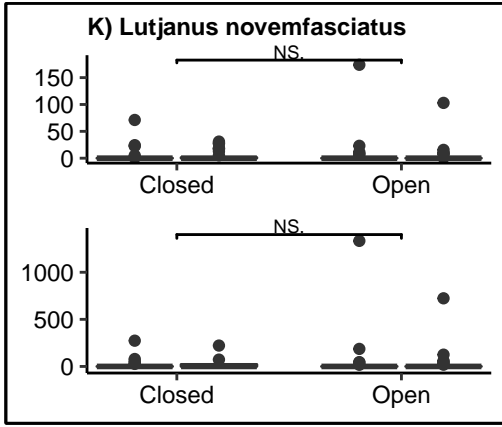 K) Lutjanus novemfasciatus
NS.
150
100
50
0
Closed Open
NS.
1000
500
0
Closed Open